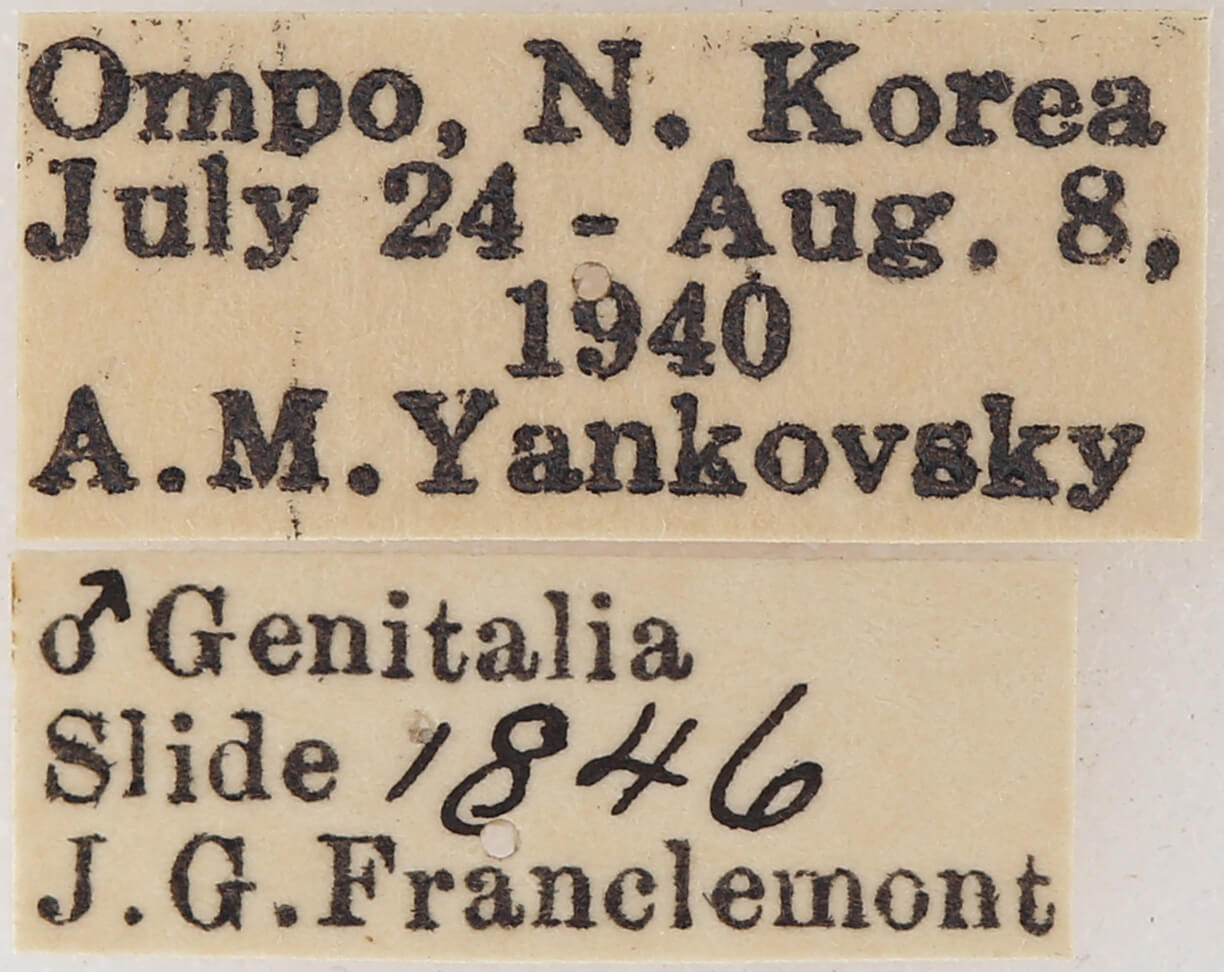 Ompo, N. Korea
July 24 - Aug. 8,
1940
A.M.Yankovsky
♂ Genitalia
Slide 1846
J.G.Franclemont